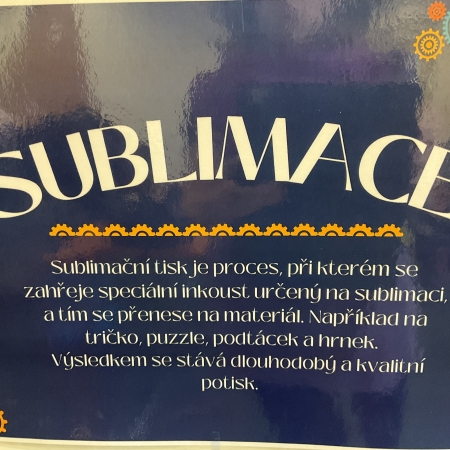 SUBLIMACE
Sublimační tisk je proces, při kterém se
zahřeje speciální inkoust určený na sublimaci,
a tím se přenese na materiál. Například na
tričko, puzzle, podtácek a hrnek.
Výsledkem se stává dlouhodobý a kvalitní
potisk.